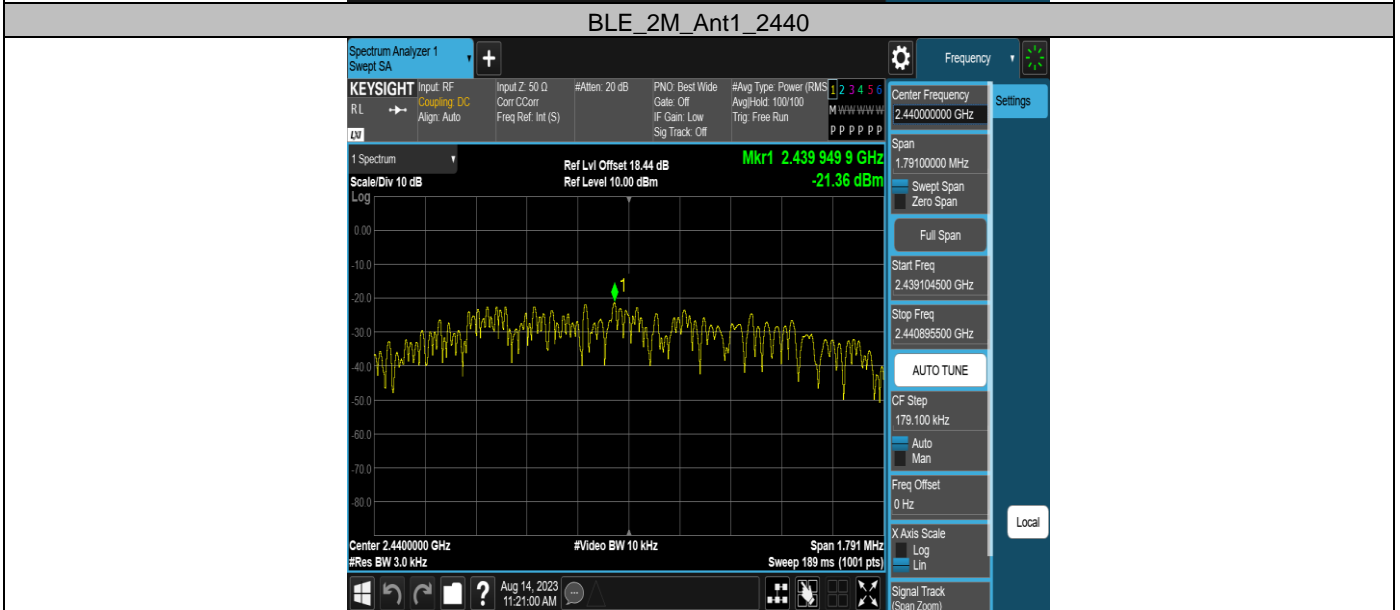 BLE_2M_Ant1_2440
Spectrum Analyzer 1
Swept SA
Frequency
KEYSIGHT
Input: RF
Coupling: DC
Align: Auto
RL
LXI
Input Z: 50 Ω
Corr CCorr
Freq Ref: Int (S)
#Atten: 20 dB
PNO: Best Wide
Gate: Off
IF Gain: Low
Sig Track: Off
#Avg Type: Power (RMS
Avg|Hold: 100/100
Trig: Free Run
1 2 3 4 5 6
M W W W W W
P P P P P P
Center Frequency
2.440000000 GHz
Settings
Span
1.79100000 MHz
Swept Span
Zero Span
Full Span
Start Freq
2.439104500 GHz
Stop Freq
2.440895500 GHz
AUTO TUNE
CF Step
179.100 kHz
Auto
Man
Freq Offset
0 Hz
X Axis Scale
Log
Lin
Signal Track
(Span Zoom)
Local
1 Spectrum
Scale/Div 10 dB
Log
Ref Lvl Offset 18.44 dB
Ref Level 10.00 dBm
Mkr1 2.439 949 9 GHz
-21.36 dBm
1
0.00
-10.0
-20.0
-30.0
-40.0
-50.0
-60.0
-70.0
-80.0
Center 2.4400000 GHz
#Res BW 3.0 kHz
#Video BW 10 kHz
Span 1.791 MHz
Sweep 189 ms (1001 pts)
?
Aug 14, 2023
11:21:00 AM